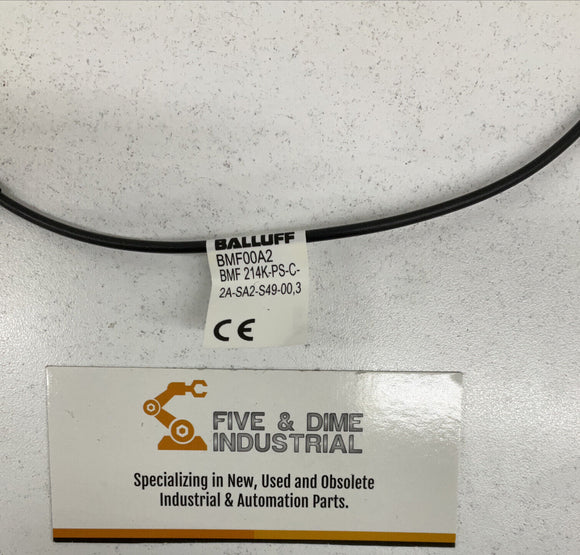 BALLUFF
BMF00A2
BMF 214K-PS-C-
2A-SA2-S49-00,3
CE
FIVE & DIME
INDUSTRIAL
Specializing in New, Used and Obsolete
Industrial & Automation Parts.